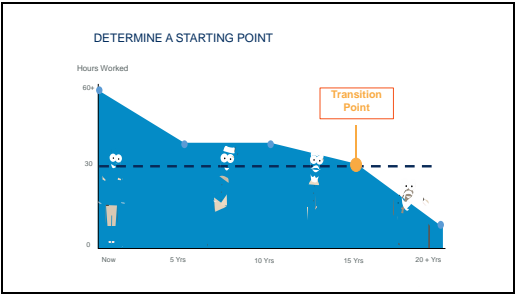 DETERMINE A STARTING POINT
Hours Worked
60+
Transition
Point
30
0
Now
5 Yrs
10 Yrs
15 Yrs
20 + Yrs